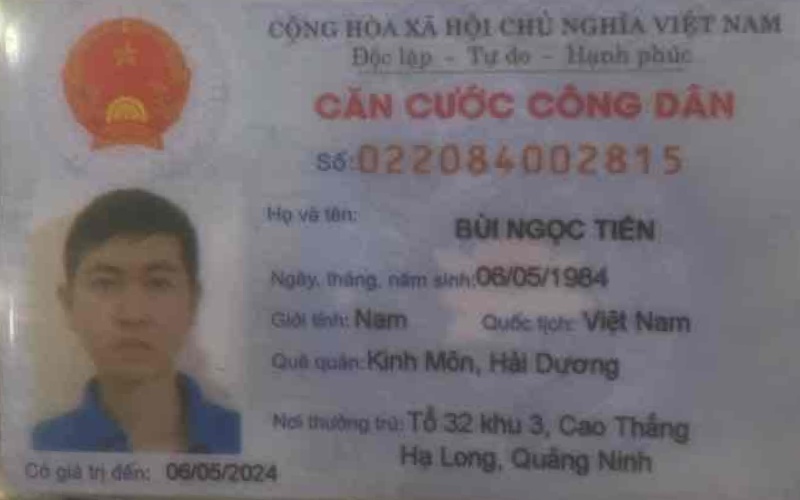 CỘNG HÒA XÃ HỘI CHỦ NGHĨA VIỆT NAM
Độc lập - Tự do - Hạnh phúc
CĂN CƯỚC CÔNG DÂN
Số: 022084002815
Họ và tên:
BÙI NGỌC TIÊN
Ngày, tháng, năm sinh: 06/05/1984
Giới tính: Nam Quốc tịch: Việt Nam
Quê quán: Kinh Môn, Hải Dương
Nơi thường trú: Tổ 32 khu 3, Cao Thắng
Hạ Long, Quảng Ninh
Có giá trị đến: 06/05/2024